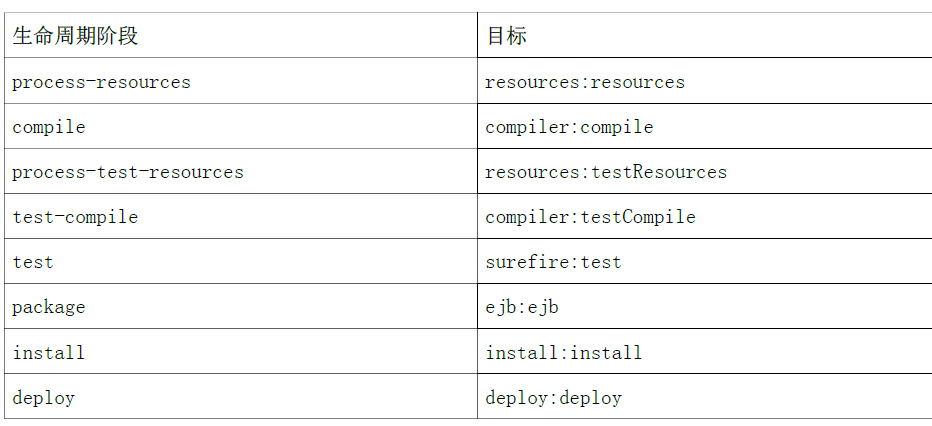 生命周期阶段 目标
process-resources resources:resources
compile compiler:compile
process-test-resources resources:testResources
test-compile compiler:testCompile
test surefire:test
package ejb:ejb
install install:install
deploy deploy:deploy